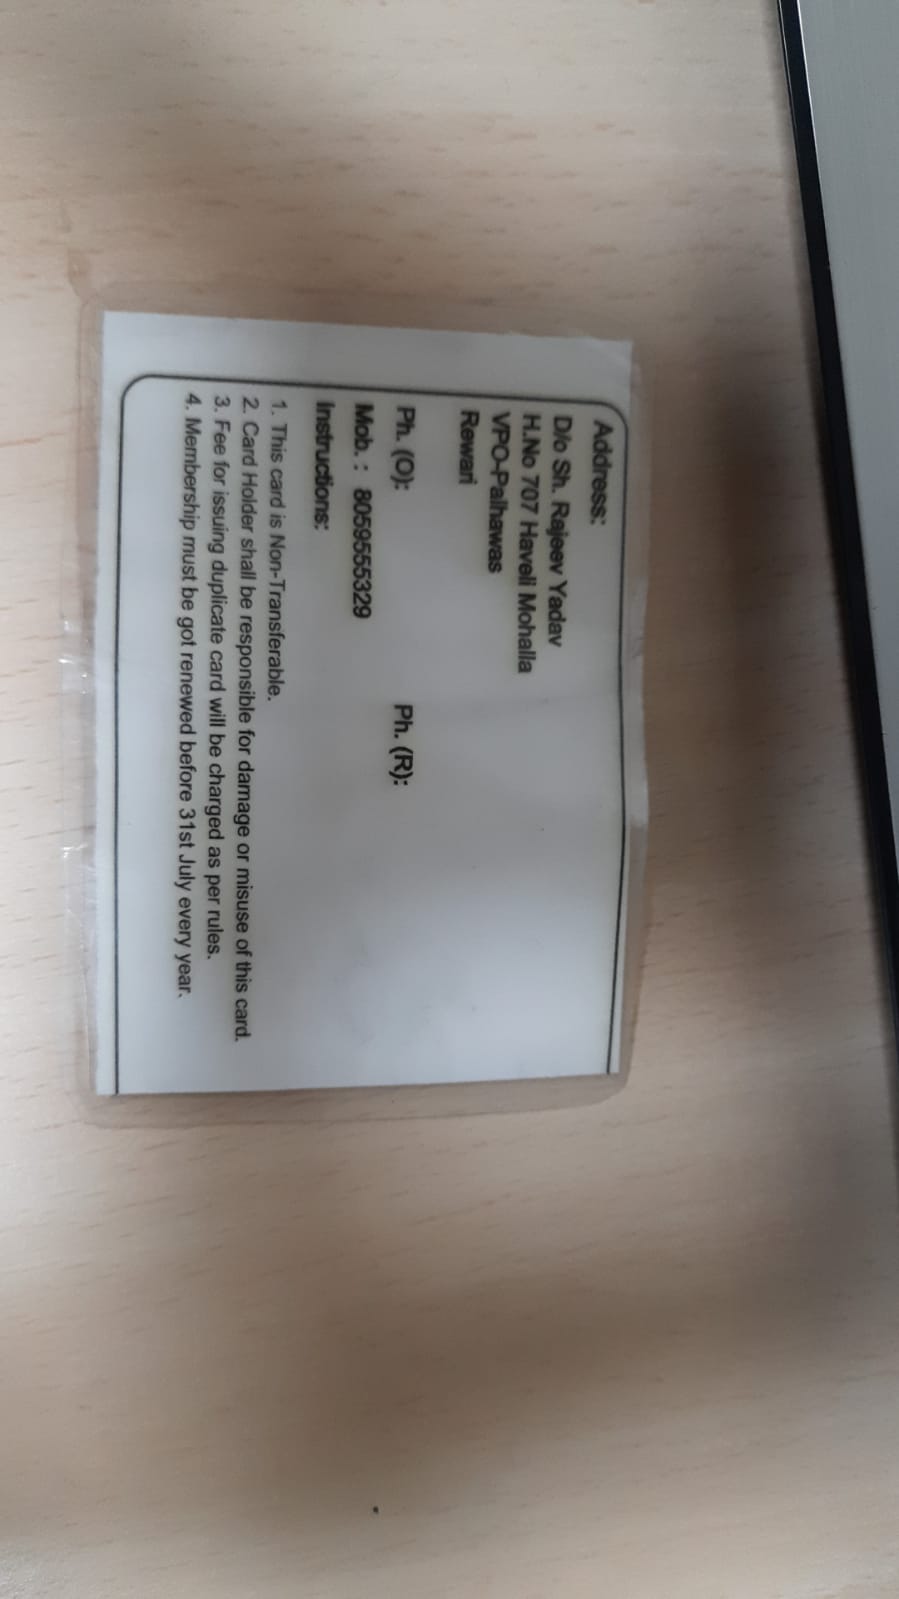 Address:
D/o Sh. Rajeev Yadav
H.No 707 Haveli Mohalla
VPO-Palhawas
Rewari
Ph. (O): Ph. (R):
Mob. : 8059555329
Instructions:
1. This card is Non-Transferable.
2. Card Holder shall be responsible for damage or misuse of this card.
3. Fee for issuing duplicate card will be charged as per rules.
4. Membership must be got renewed before 31st July every year.